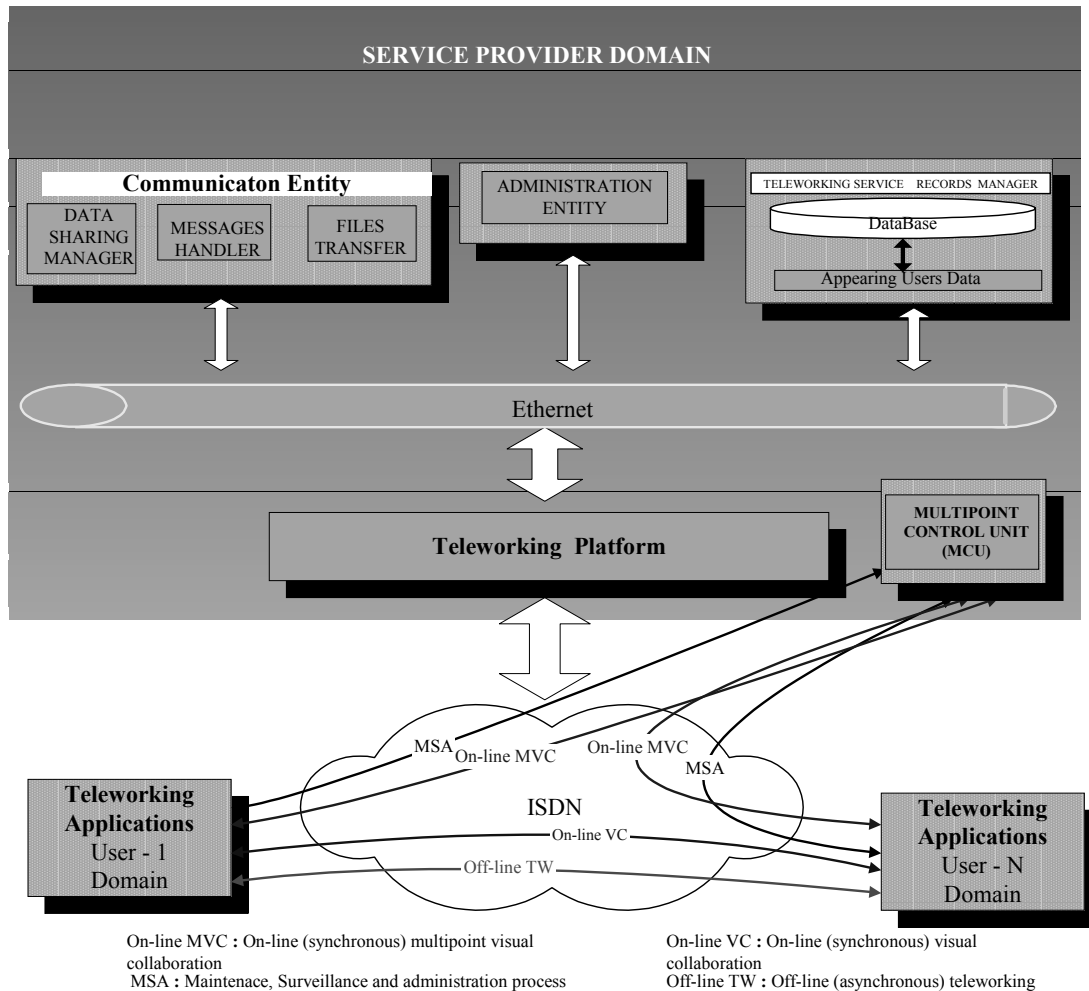 SERVICE PROVIDER DOMAIN
Communicaton Entity
DATA
SHARING
MANAGER
MESSAGES
HANDLER
FILES
TRANSFER
ADMINISTRATION
ENTITY
TELEWORKING SERVICE RECORDS MANAGER
DataBase
Appearing Users Data
Ethernet
Teleworking Platform
MULTIPOINT
CONTROL UNIT
(MCU)
MSA
On-line MVC
On-line MVC
MSA
ISDN
On-line VC
Off-line TW
Teleworking
Applications
User - 1
Domain
Teleworking
Applications
User - N
Domain
On-line MVC : On-line (synchronous) multipoint visual
collaboration
MSA : Maintenace, Surveillance and administration process
On-line VC : On-line (synchronous) visual
collaboration
Off-line TW : Off-line (asynchronous) teleworking